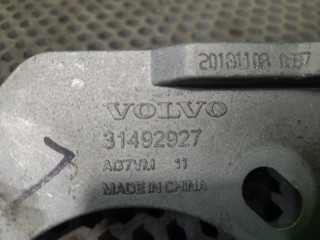 20181108
VOLVO
31492927
AD7VM 11
MADE IN CHINA